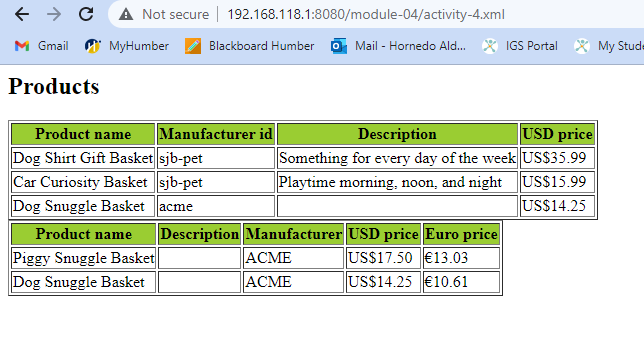 Not secure | 192.168.118.1:8080/module-04/activity-4.xml
Gmail MyHumber Blackboard Humber Mail - Hornedo Ald... IGS Portal My Stude
Products
Product name Manufacturer id Description USD price
Dog Shirt Gift Basket sjb-pet Something for every day of the week US$35.99
Car Curiosity Basket sjb-pet Playtime morning, noon, and night US$15.99
Dog Snuggle Basket acme US$14.25
Product name Description Manufacturer USD price Euro price
Piggy Snuggle Basket ACME US$17.50 €13.03
Dog Snuggle Basket ACME US$14.25 €10.61